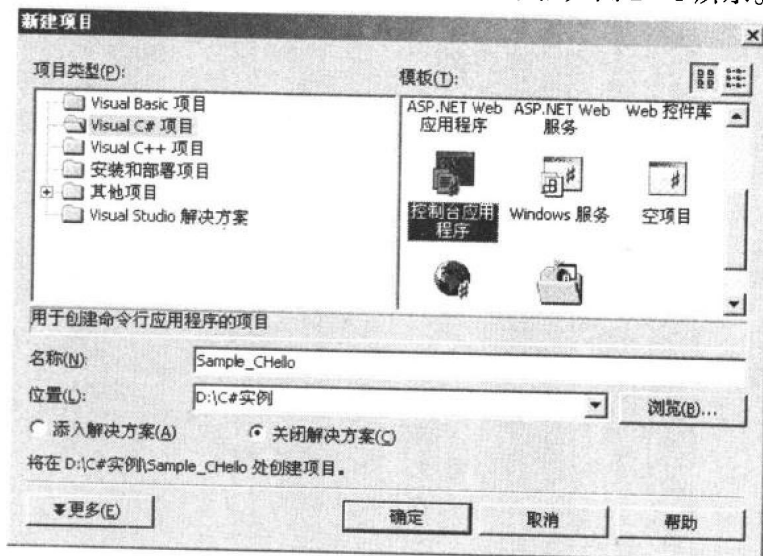 所示。
新建项目
项目类型(P):
模板(T):
Visual Basic 项目
Visual C# 项目
Visual C++ 项目
安装和部署项目
其他项目
Visual Studio 解决方案
ASP.NET Web 应用程序
ASP.NET Web 服务
Web 控件库
控制台应用程序
Windows 服务
空项目
用于创建命令行应用程序的项目
名称(N):
Sample_CHello
位置(L):
D:\C#实例
浏览(B)...
添入解决方案(A)
关闭解决方案(C)
将在 D:\C#实例\Sample_CHello 处创建项目。
更多(E)
确定
取消
帮助